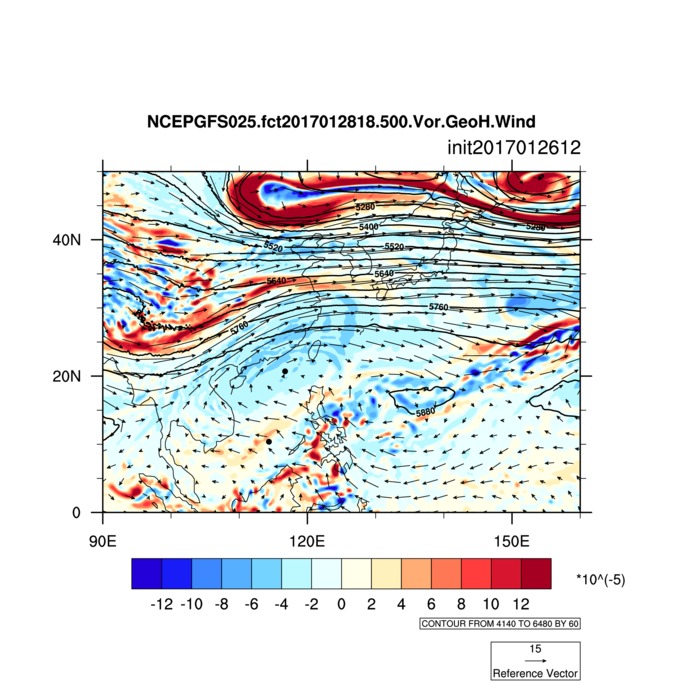 NCEPGFS025.fct2017012818.500.Vor.GeoH.Wind
init2017012612
5280
5280
5400
5520
5520
40N
5640
5640
5760
5760
20N
5880
0
90E 120E 150E
-12 -10 -8 -6 -4 -2 0 2 4 6 8 10 12
*10^(-5)
CONTOUR FROM 4140 TO 6480 BY 60
15
Reference Vector